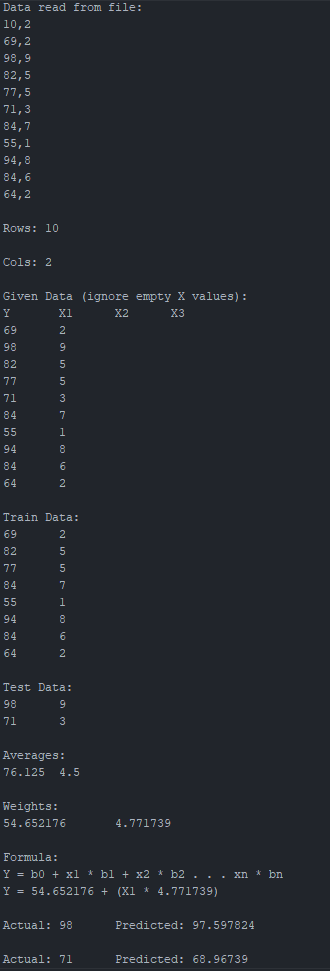 Data read from file:
10,2
69,2
98,9
82,5
77,5
71,3
84,7
55,1
94,8
84,6
64,2
Rows: 10
Cols: 2
Given Data (ignore empty X values):
Y X1 X2 X3
69 2
98 9
82 5
77 5
71 3
84 7
55 1
94 8
84 6
64 2
Train Data:
69 2
82 5
77 5
84 7
55 1
94 8
84 6
64 2
Test Data:
98 9
71 3
Averages:
76.125 4.5
Weights:
54.652176 4.771739
Formula:
Y = b0 + x1 * b1 + x2 * b2 . . . xn * bn
Y = 54.652176 + (X1 * 4.771739)
Actual: 98 Predicted: 97.597824
Actual: 71 Predicted: 68.96739